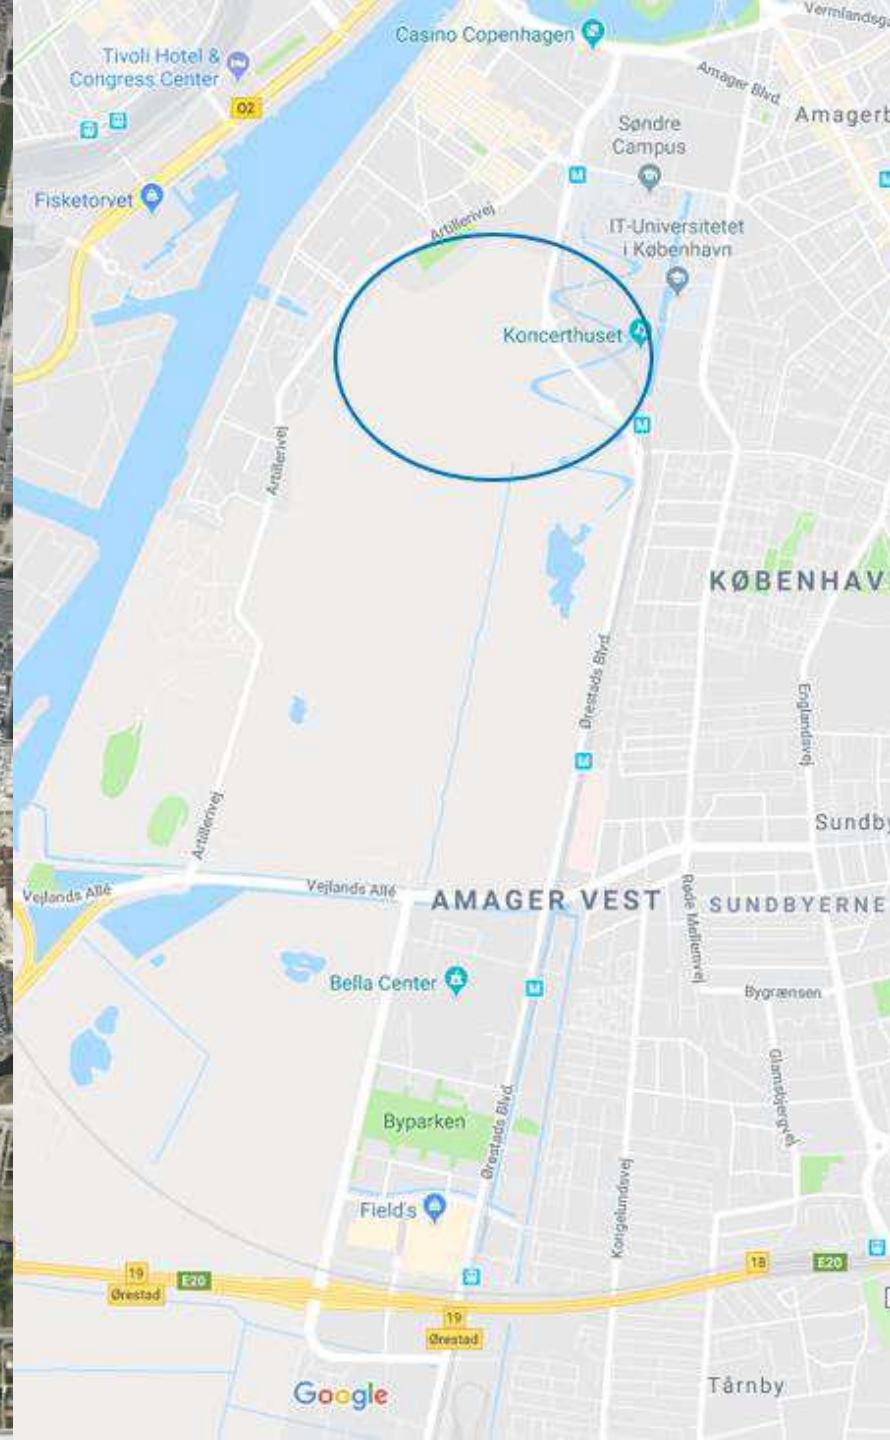 Vermlandsg
Casino Copenhagen
Tivoli Hotel &
Congress Center
Amager Blvd.
02
Amagerb
Søndre
Campus
M
M
Fisketorvet
Artillerivej
IT-Universitetet
i København
Koncerthuset
M
Artillerivej
KØBENHAV
Ørestads Blvd.
Englandsvej
M
Artillerivej
Sundby
Vejlands Allé
Vejlands Allé
AMAGER VEST
Røde Mellemvej
SUNDBYERNE
Bella Center
M
Bygrænsen
Glamsbjergvej
Ørestads Blvd.
Byparken
Kongelundsvej
Field's
19
Ørestad
E20
18
E20
19
Ørestad
Google
Tårnby